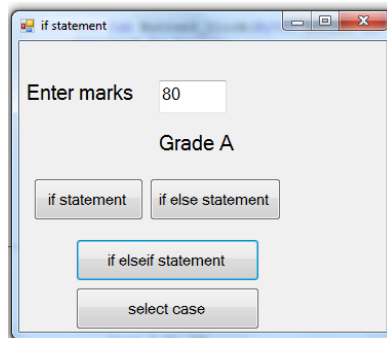 if statement
Enter marks 80
Grade A
if statement if else statement
if elseif statement
select case